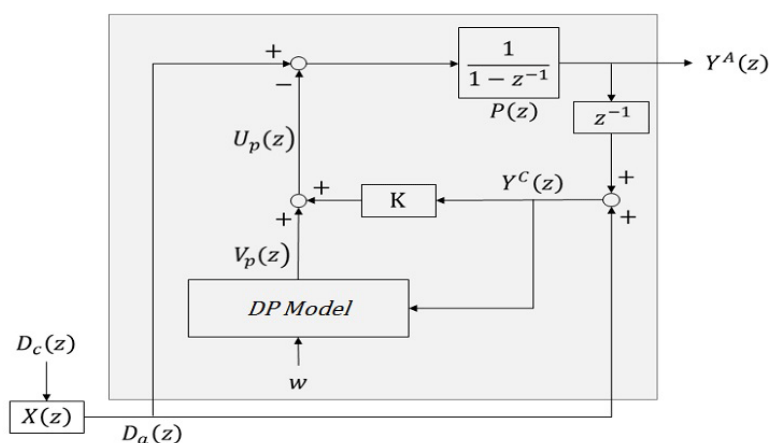 +
−
1
1 − z⁻¹
P(z)
Y^A(z)
z⁻¹
U_p(z)
+
+
K
Y^C(z)
+
+
V_p(z)
DP Model
w
D_c(z)
X(z)
D_a(z)